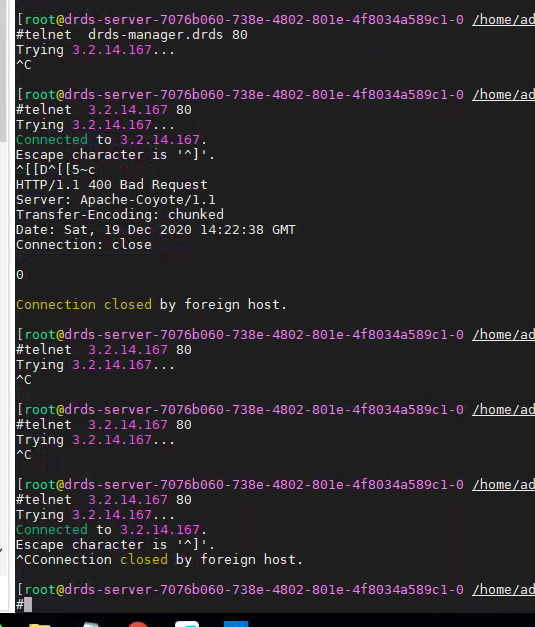 [root@drds-server-7076b060-738e-4802-801e-4f8034a589c1-0 /home/ad
#telnet  drds-manager.drds 80
Trying 3.2.14.167...
^C
[root@drds-server-7076b060-738e-4802-801e-4f8034a589c1-0 /home/ad
#telnet  3.2.14.167 80
Trying 3.2.14.167...
Connected to 3.2.14.167.
Escape character is '^]'.
^[[D^[[5~c
HTTP/1.1 400 Bad Request
Server: Apache-Coyote/1.1
Transfer-Encoding: chunked
Date: Sat, 19 Dec 2020 14:22:38 GMT
Connection: close
0
Connection closed by foreign host.
[root@drds-server-7076b060-738e-4802-801e-4f8034a589c1-0 /home/ad
#telnet  3.2.14.167 80
Trying 3.2.14.167...
^C
[root@drds-server-7076b060-738e-4802-801e-4f8034a589c1-0 /home/ad
#telnet  3.2.14.167 80
Trying 3.2.14.167...
^C
[root@drds-server-7076b060-738e-4802-801e-4f8034a589c1-0 /home/ad
#telnet  3.2.14.167 80
Trying 3.2.14.167...
Connected to 3.2.14.167.
Escape character is '^]'.
^CConnection closed by foreign host.
[root@drds-server-7076b060-738e-4802-801e-4f8034a589c1-0 /home/ad
#